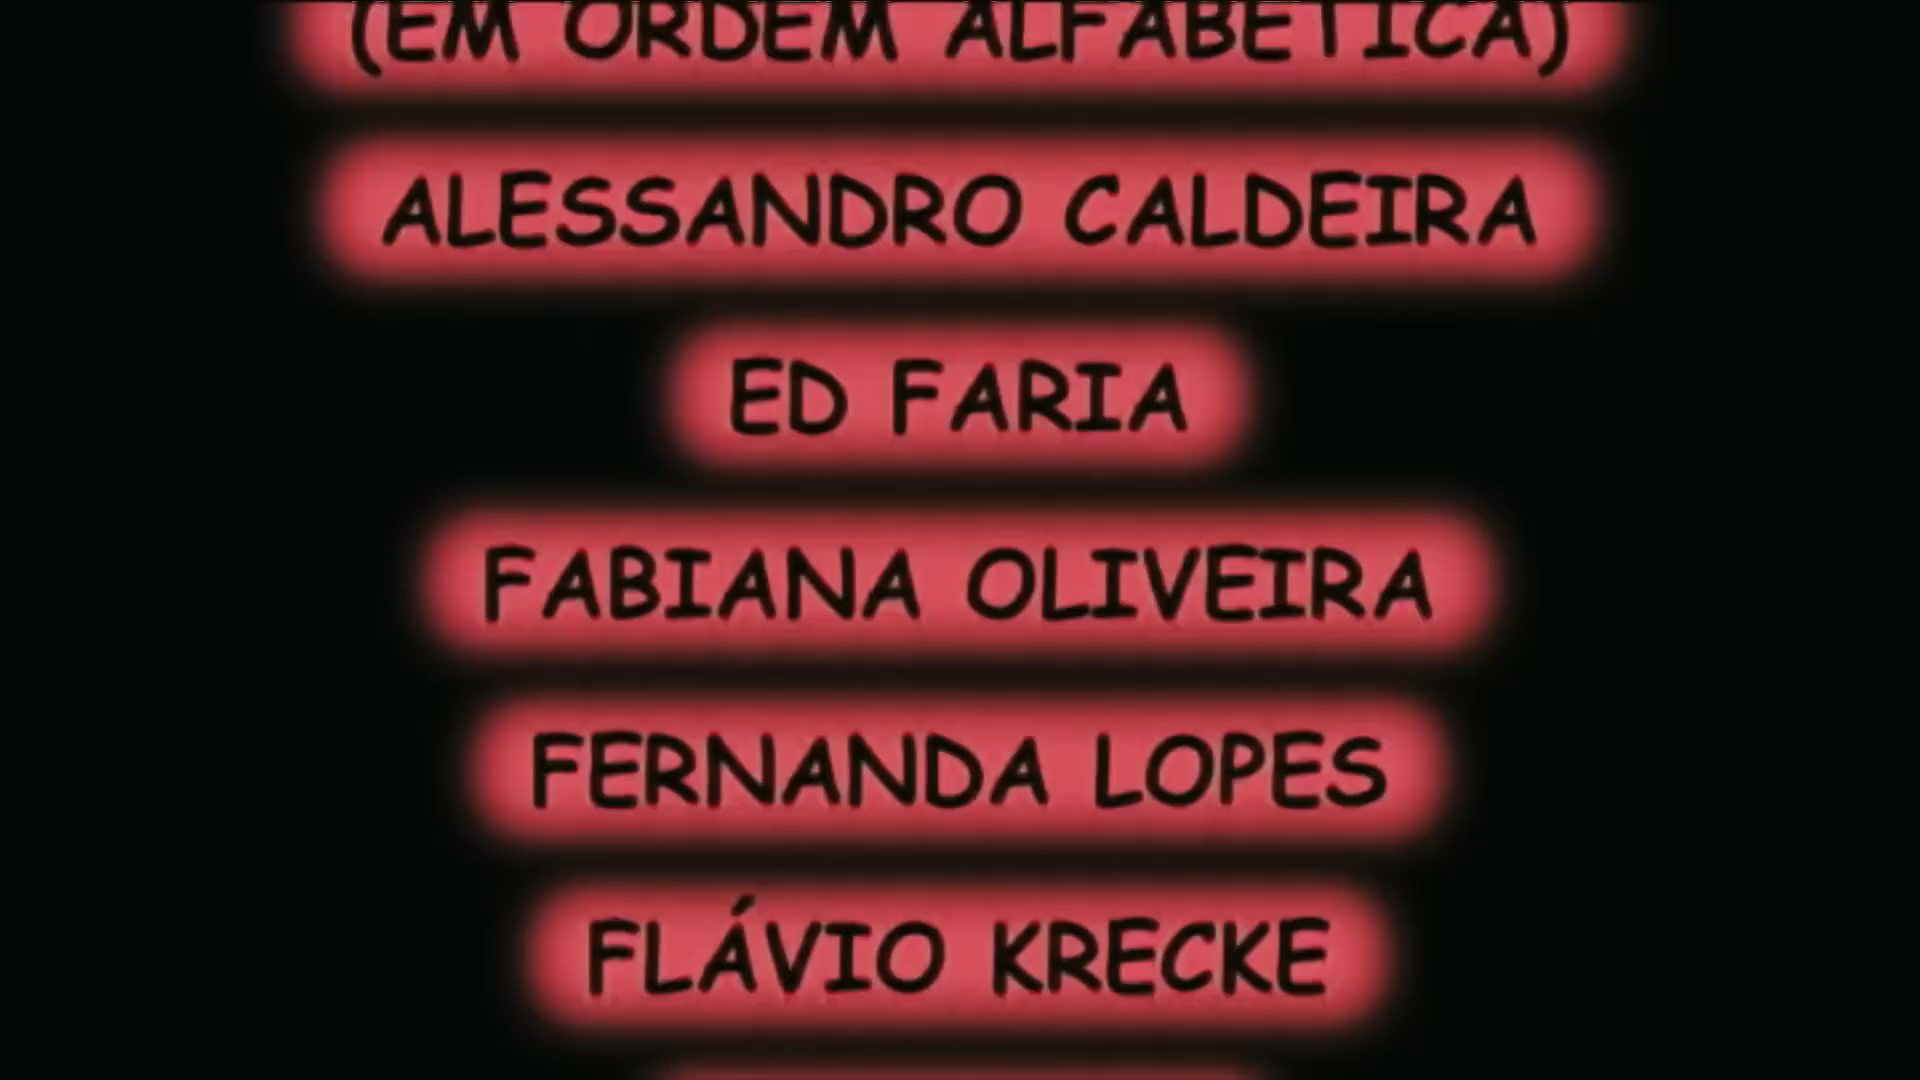 (EM ORDEM ALFABÉTICA)
ALESSANDRO CALDEIRA
ED FARIA
FABIANA OLIVEIRA
FERNANDA LOPES
FLÁVIO KRECKE